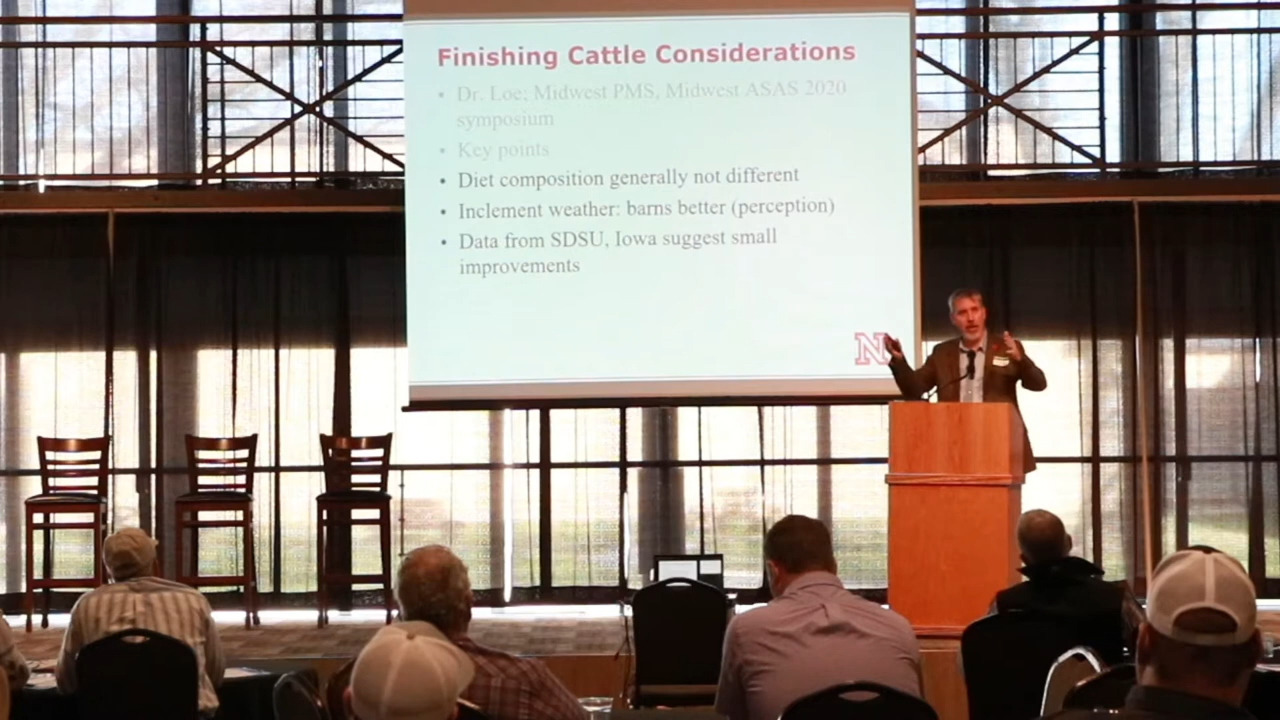 Finishing Cattle Considerations
• Dr. Loe; Midwest PMS, Midwest ASAS 2020
symposium
• Key points
• Diet composition generally not different
• Inclement weather: barns better (perception)
• Data from SDSU, Iowa suggest small
improvements
N